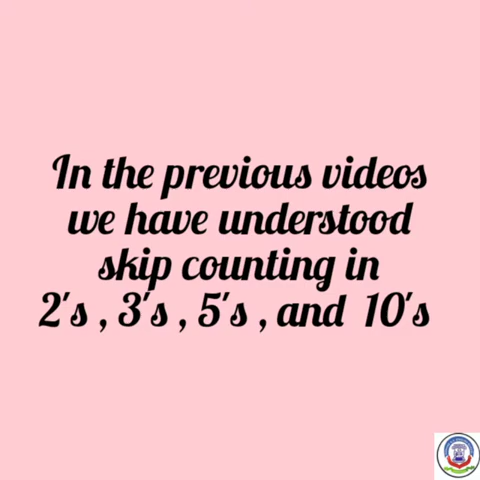 In the previous videos
we have understood
skip counting in
2's , 3's , 5's , and 10's